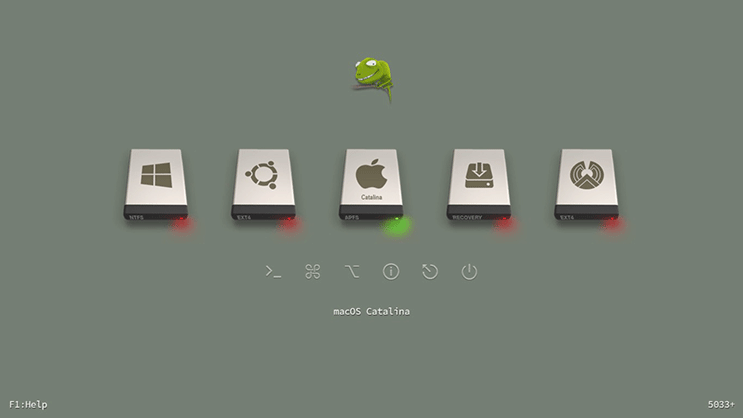 Catalina
NTFS
EXT4
APFS
RECOVERY
EXT4
macOS Catalina
F1:Help
5033+